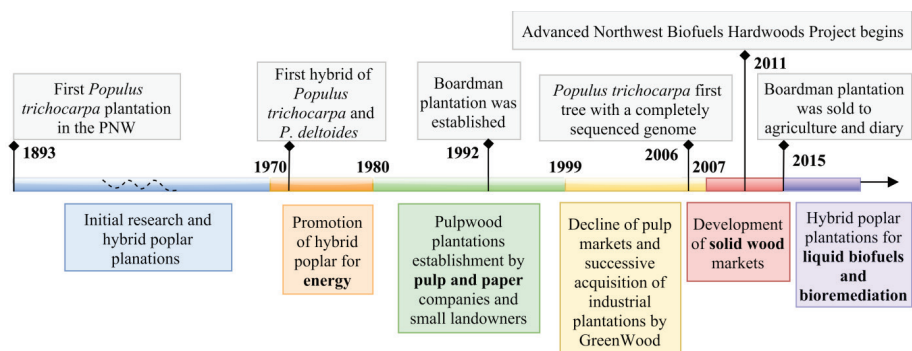 Advanced Northwest Biofuels Hardwoods Project begins
2011
First Populus
trichocarpa plantation
in the PNW
1893
First hybrid of
Populus
trichocarpa and
P. deltoides
Boardman
plantation was
established
1992
Populus trichocarpa first
tree with a completely
sequenced genome
2006
Boardman plantation
was sold to
agriculture and diary
2015
1970
1980
1999
2007
Initial research and
hybrid poplar
planations
Promotion of
hybrid poplar for
energy
Pulpwood
plantations
establishment by
pulp and paper
companies and
small landowners
Decline of pulp
markets and
successive
acquisition of
industrial
plantations by
GreenWood
Development
of solid wood
markets
Hybrid poplar
plantations for
liquid biofuels
and
bioremediation